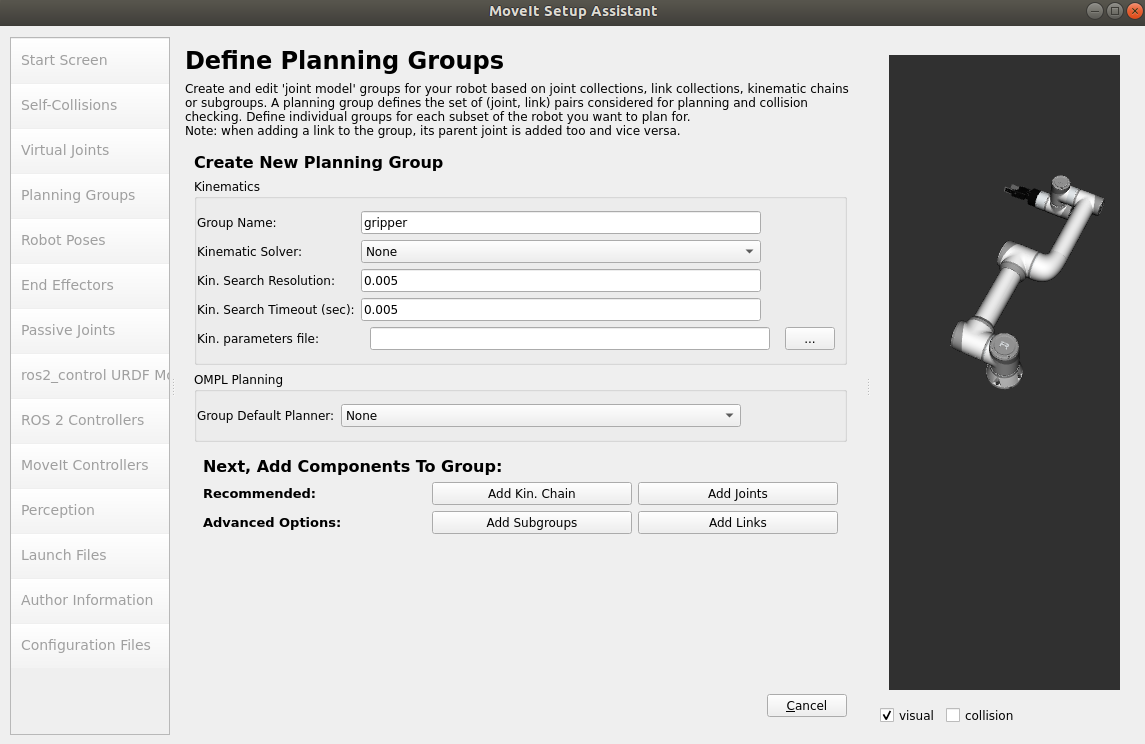 MoveIt Setup Assistant
Start Screen
Self-Collisions
Virtual Joints
Planning Groups
Robot Poses
End Effectors
Passive Joints
ros2_control URDF Mo
ROS 2 Controllers
MoveIt Controllers
Perception
Launch Files
Author Information
Configuration Files
Define Planning Groups
Create and edit 'joint model' groups for your robot based on joint collections, link collections, kinematic chains
or subgroups. A planning group defines the set of (joint, link) pairs considered for planning and collision
checking. Define individual groups for each subset of the robot you want to plan for.
Note: when adding a link to the group, its parent joint is added too and vice versa.
Create New Planning Group
Kinematics
Group Name: gripper
Kinematic Solver: None
Kin. Search Resolution: 0.005
Kin. Search Timeout (sec): 0.005
Kin. parameters file: ...
OMPL Planning
Group Default Planner: None
Next, Add Components To Group:
Recommended: Add Kin. Chain Add Joints
Advanced Options: Add Subgroups Add Links
Cancel
visual collision